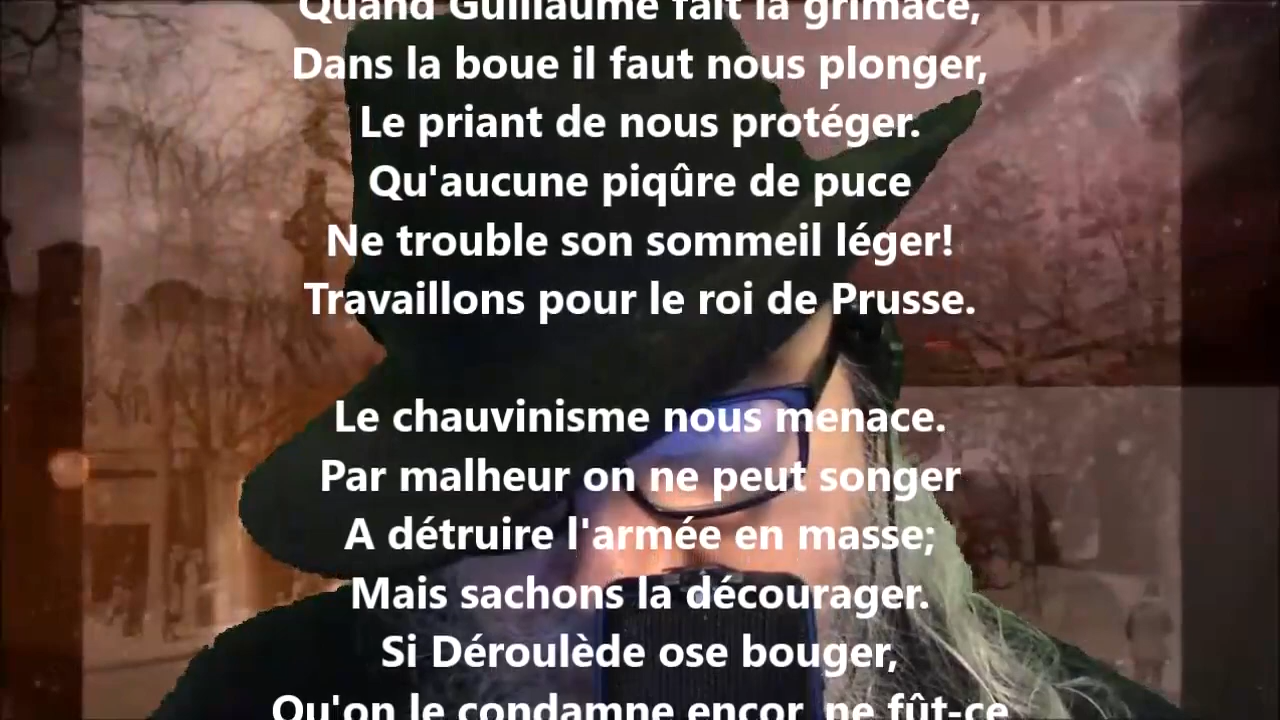 Quand Guillaume fait la grimace,
Dans la boue il faut nous plonger,
Le priant de nous protéger.
Qu'aucune piqûre de puce
Ne trouble son sommeil léger!
Travaillons pour le roi de Prusse.
Le chauvinisme nous menace.
Par malheur on ne peut songer
A détruire l'armée en masse;
Mais sachons la décourager.
Si Déroulède ose bouger,
Qu'on le condamne encor, ne fût-ce